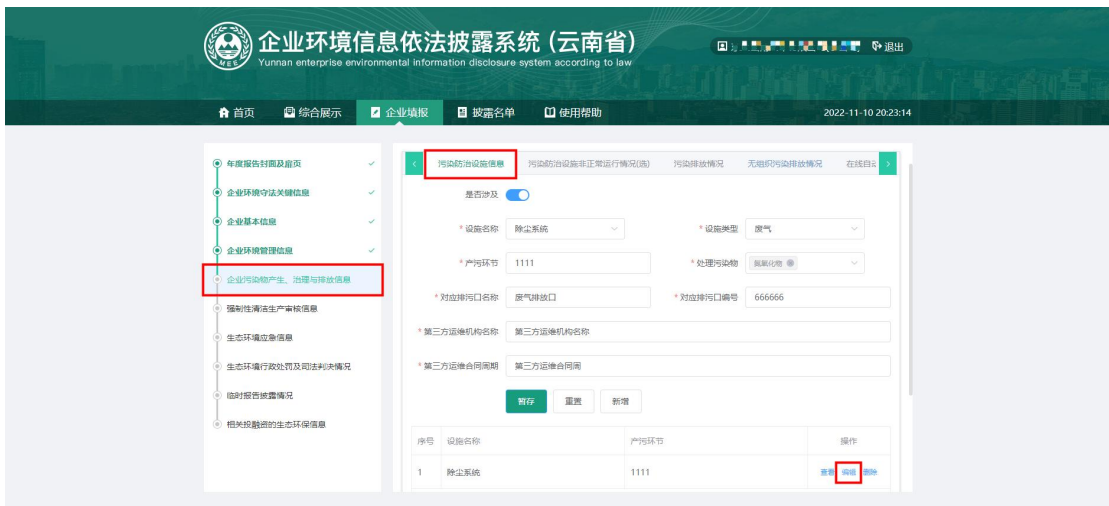 企业环境信息依法披露系统 (云南省)
Yunnan enterprise environmental information disclosure system according to law
MEE
退出
首页 综合展示 企业填报 披露名单 使用帮助 2022-11-10 20:23:14
年度报告封面及扉页
企业环境守法关键信息
企业基本信息
企业环境管理信息
企业污染物产生、治理与排放信息
强制性清洁生产审核信息
生态环境应急信息
生态环境行政处罚及司法判决情况
临时报告披露情况
相关投融资的生态环保信息
污染防治设施信息 污染防治设施非正常运行情况(选) 污染排放情况 无组织污染排放情况 在线自
是否涉及
* 设施名称 除尘系统 * 设施类型 废气
* 产污环节 1111 * 处理污染物 氮氧化物
* 对应排污口名称 废气排放口 * 对应排污口编号 666666
* 第三方运维机构名称 第三方运维机构名称
* 第三方运维合同周期 第三方运维合同周
暂存 重置 新增
序号 设施名称 产污环节 操作
1 除尘系统 1111 查看 编辑 删除